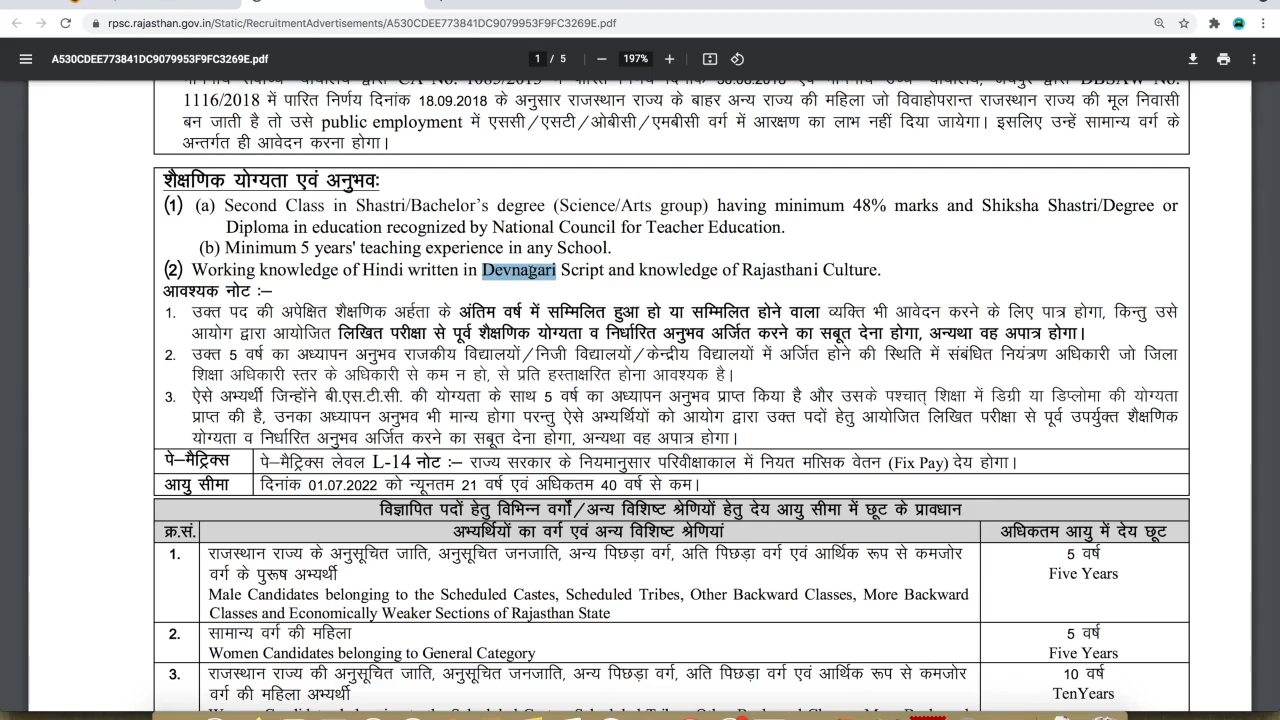 rpsc.rajasthan.gov.in/Static/RecruitmentAdvertisements/A530CDEE773841DC9079953F9FC3269E.pdf
A530CDEE773841DC9079953F9FC3269E.pdf
1 / 5
197%
1116/2018 में पारित निर्णय दिनांक 18.09.2018 के अनुसार राजस्थान राज्य के बाहर अन्य राज्य की महिला जो विवाहोपरान्त राजस्थान राज्य की मूल निवासी
बन जाती है तो उसे public employment में एससी/एसटी/ओबीसी/एमबीसी वर्ग में आरक्षण का लाभ नहीं दिया जायेगा। इसलिए उन्हें सामान्य वर्ग के
अन्तर्गत ही आवेदन करना होगा।
शैक्षणिक योग्यता एवं अनुभवः
(1) (a) Second Class in Shastri/Bachelor's degree (Science/Arts group) having minimum 48% marks and Shiksha Shastri/Degree or
Diploma in education recognized by National Council for Teacher Education.
(b) Minimum 5 years' teaching experience in any School.
(2) Working knowledge of Hindi written in Devnagari Script and knowledge of Rajasthani Culture.
आवश्यक नोट :–
1. उक्त पद की अपेक्षित शैक्षणिक अर्हता के अंतिम वर्ष में सम्मिलित हुआ हो या सम्मिलित होने वाला व्यक्ति भी आवेदन करने के लिए पात्र होगा, किन्तु उसे
आयोग द्वारा आयोजित लिखित परीक्षा से पूर्व शैक्षणिक योग्यता व निर्धारित अनुभव अर्जित करने का सबूत देना होगा, अन्यथा वह अपात्र होगा।
2. उक्त 5 वर्ष का अध्यापन अनुभव राजकीय विद्यालयों/निजी विद्यालयों/केन्द्रीय विद्यालयों में अर्जित होने की स्थिति में संबंधित नियंत्रण अधिकारी जो जिला
शिक्षा अधिकारी स्तर के अधिकारी से कम न हो, से प्रति हस्ताक्षरित होना आवश्यक है।
3. ऐसे अभ्यर्थी जिन्होंने बी.एस.टी.सी. की योग्यता के साथ 5 वर्ष का अध्यापन अनुभव प्राप्त किया है और उसके पश्चात् शिक्षा में डिग्री या डिप्लोमा की योग्यता
प्राप्त की है, उनका अध्यापन अनुभव भी मान्य होगा परन्तु ऐसे अभ्यर्थियों को आयोग द्वारा उक्त पदों हेतु आयोजित लिखित परीक्षा से पूर्व उपर्युक्त शैक्षणिक
योग्यता व निर्धारित अनुभव अर्जित करने का सबूत देना होगा, अन्यथा वह अपात्र होगा।
पे–मैट्रिक्स पे–मैट्रिक्स लेवल L-14 नोट :– राज्य सरकार के नियमानुसार परिवीक्षाकाल में नियत मासिक वेतन (Fix Pay) देय होगा।
आयु सीमा दिनांक 01.07.2022 को न्यूनतम 21 वर्ष एवं अधिकतम 40 वर्ष से कम।
विज्ञापित पदों हेतु विभिन्न वर्गों/अन्य विशिष्ट श्रेणियों हेतु देय आयु सीमा में छूट के प्रावधान
क्र.सं. अभ्यर्थियों का वर्ग एवं अन्य विशिष्ट श्रेणियां अधिकतम आयु में देय छूट
1. राजस्थान राज्य के अनुसूचित जाति, अनुसूचित जनजाति, अन्य पिछड़ा वर्ग, अति पिछड़ा वर्ग एवं आर्थिक रूप से कमजोर 5 वर्ष
वर्ग के पुरूष अभ्यर्थी Five Years
Male Candidates belonging to the Scheduled Castes, Scheduled Tribes, Other Backward Classes, More Backward
Classes and Economically Weaker Sections of Rajasthan State
2. सामान्य वर्ग की महिला 5 वर्ष
Women Candidates belonging to General Category Five Years
3. राजस्थान राज्य की अनुसूचित जाति, अनुसूचित जनजाति, अन्य पिछड़ा वर्ग, अति पिछड़ा वर्ग एवं आर्थिक रूप से कमजोर 10 वर्ष
वर्ग की महिला अभ्यर्थी TenYears